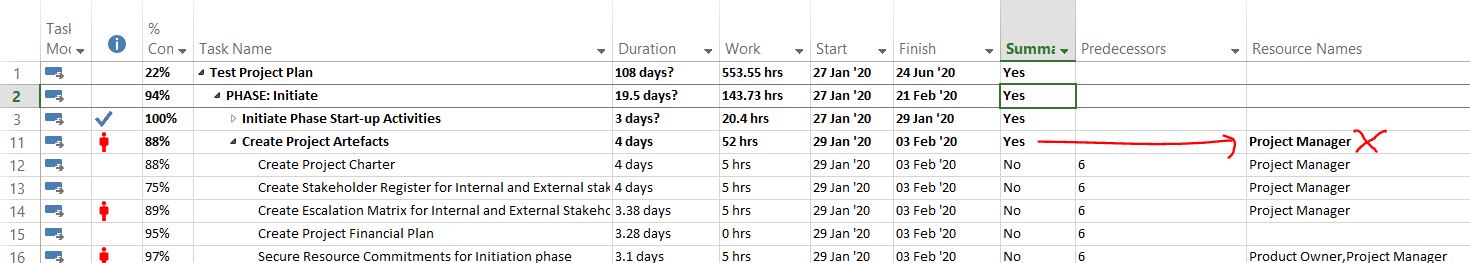 Task Moc % Con Task Name Duration Work Start Finish Summa Predecessors Resource Names
1 22% Test Project Plan 108 days? 553.55 hrs 27 Jan '20 24 Jun '20 Yes
2 94% PHASE: Initiate 19.5 days? 143.73 hrs 27 Jan '20 21 Feb '20 Yes
3 100% Initiate Phase Start-up Activities 3 days? 20.4 hrs 27 Jan '20 29 Jan '20 Yes
11 88% Create Project Artefacts 4 days 52 hrs 29 Jan '20 03 Feb '20 Yes Project Manager
12 88% Create Project Charter 4 days 5 hrs 29 Jan '20 03 Feb '20 No 6 Project Manager
13 75% Create Stakeholder Register for Internal and External stak 4 days 5 hrs 29 Jan '20 03 Feb '20 No 6 Project Manager
14 89% Create Escalation Matrix for Internal and External Stakeho 3.38 days 5 hrs 29 Jan '20 03 Feb '20 No 6 Project Manager
15 95% Create Project Financial Plan 3.28 days 0 hrs 29 Jan '20 03 Feb '20 No 6
16 97% Secure Resource Commitments for Initiation phase 3.1 days 5 hrs 29 Jan '20 03 Feb '20 No 6 Product Owner,Project Manager